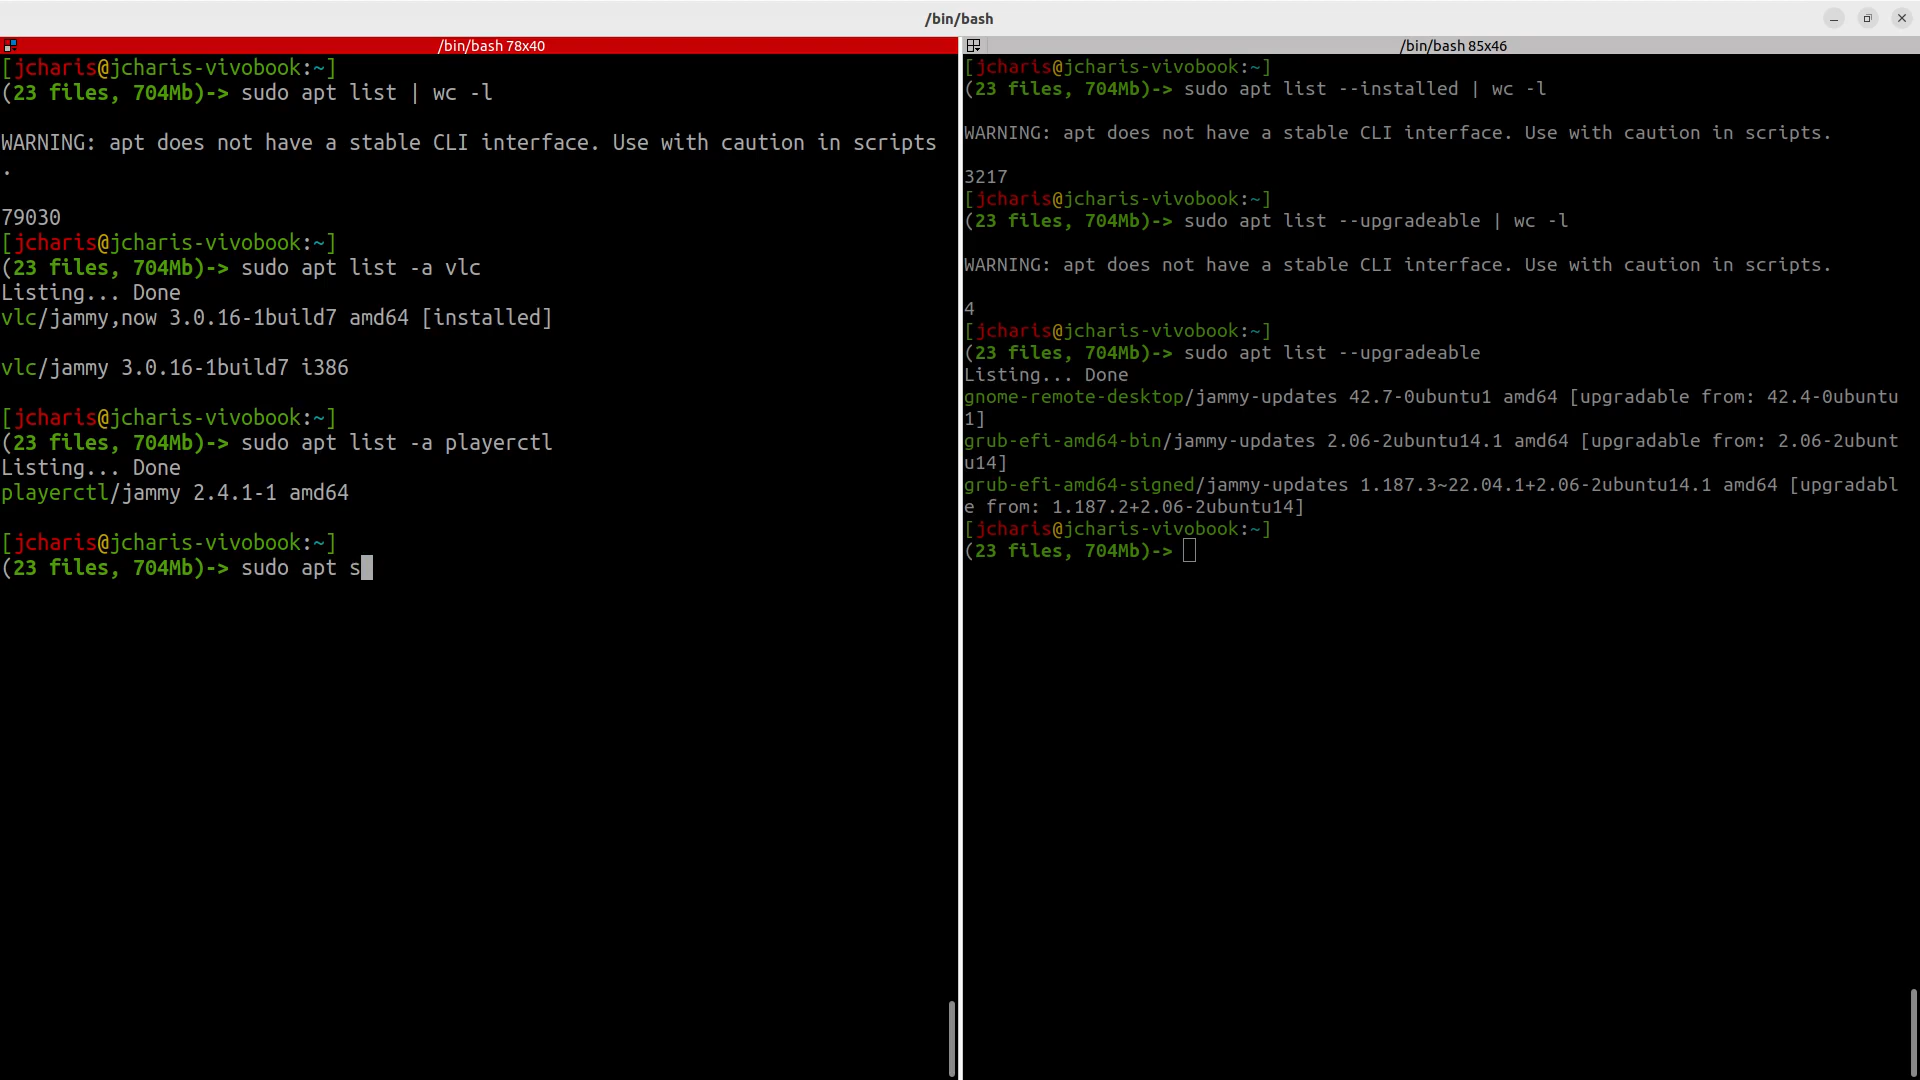 /bin/bash
/bin/bash 78x40
[jcharis@jcharis-vivobook:~]
(23 files, 704Mb)-> sudo apt list | wc -l
WARNING: apt does not have a stable CLI interface. Use with caution in scripts
.
79030
[jcharis@jcharis-vivobook:~]
(23 files, 704Mb)-> sudo apt list -a vlc
Listing... Done
vlc/jammy,now 3.0.16-1build7 amd64 [installed]
vlc/jammy 3.0.16-1build7 i386
[jcharis@jcharis-vivobook:~]
(23 files, 704Mb)-> sudo apt list -a playerctl
Listing... Done
playerctl/jammy 2.4.1-1 amd64
[jcharis@jcharis-vivobook:~]
(23 files, 704Mb)-> sudo apt s
/bin/bash 85x46
[jcharis@jcharis-vivobook:~]
(23 files, 704Mb)-> sudo apt list --installed | wc -l
WARNING: apt does not have a stable CLI interface. Use with caution in scripts.
3217
[jcharis@jcharis-vivobook:~]
(23 files, 704Mb)-> sudo apt list --upgradeable | wc -l
WARNING: apt does not have a stable CLI interface. Use with caution in scripts.
4
[jcharis@jcharis-vivobook:~]
(23 files, 704Mb)-> sudo apt list --upgradeable
Listing... Done
gnome-remote-desktop/jammy-updates 42.7-0ubuntu1 amd64 [upgradable from: 42.4-0ubuntu
1]
grub-efi-amd64-bin/jammy-updates 2.06-2ubuntu14.1 amd64 [upgradable from: 2.06-2ubunt
u14]
grub-efi-amd64-signed/jammy-updates 1.187.3~22.04.1+2.06-2ubuntu14.1 amd64 [upgradabl
e from: 1.187.2+2.06-2ubuntu14]
[jcharis@jcharis-vivobook:~]
(23 files, 704Mb)->